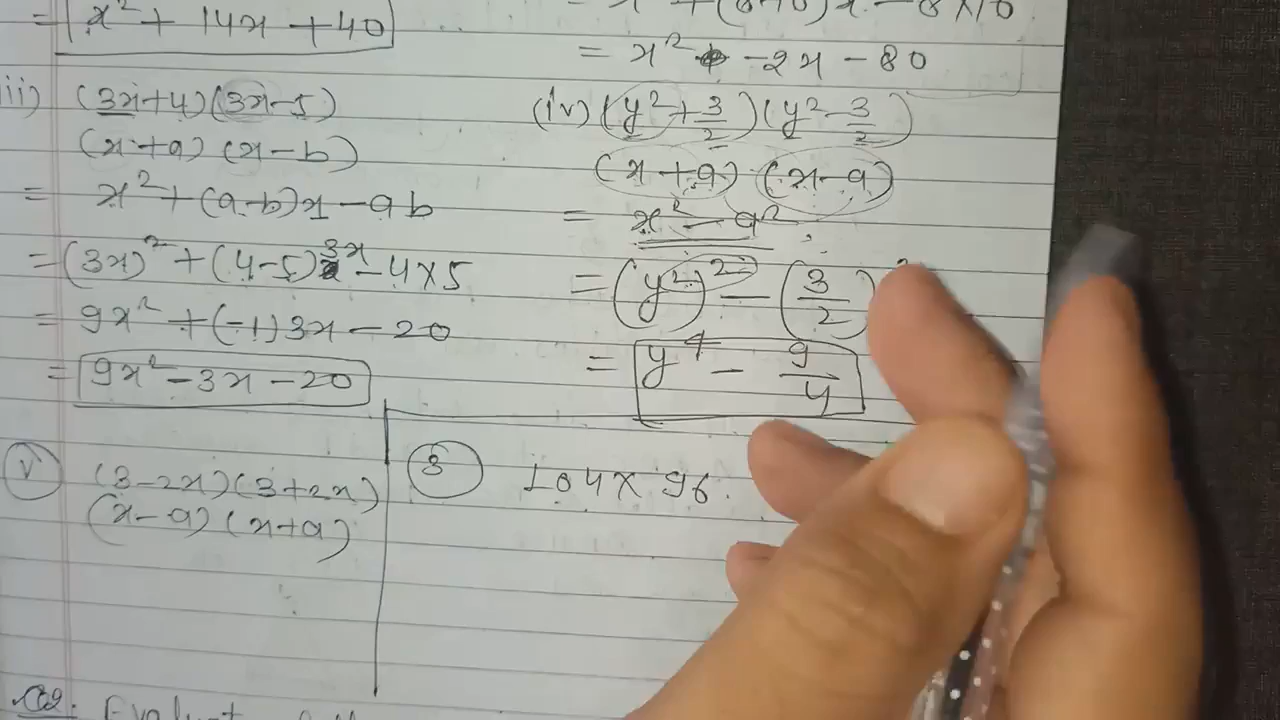 = x² + 14x + 40
= x² - 2x - 80
iii) (3x+4)(3x-5)
(x+a)(x-b)
= x² + (a-b)x - ab
= (3x)² + (4-5)3x - 4×5
= 9x² + (-1)3x - 20
= 9x² - 3x - 20
(iv) (y² + 3/2)(y² - 3/2)
(x+a)(x-a)
= x² - a²
= (y²)² - (3/2)²
= y⁴ - 9/4
v (3-2x)(3+2x)
(x-a)(x+a)
3 104×96.